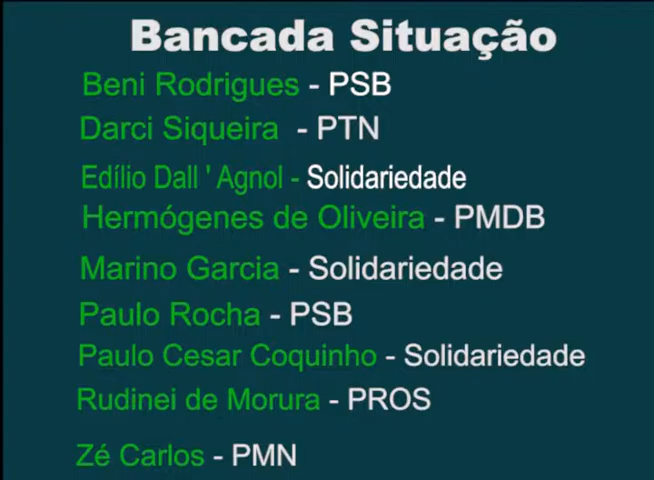 Bancada Situação
Beni Rodrigues - PSB
Darci Siqueira - PTN
Edílio Dall ' Agnol - Solidariedade
Hermógenes de Oliveira - PMDB
Marino Garcia - Solidariedade
Paulo Rocha - PSB
Paulo Cesar Coquinho - Solidariedade
Rudinei de Morura - PROS
Zé Carlos - PMN